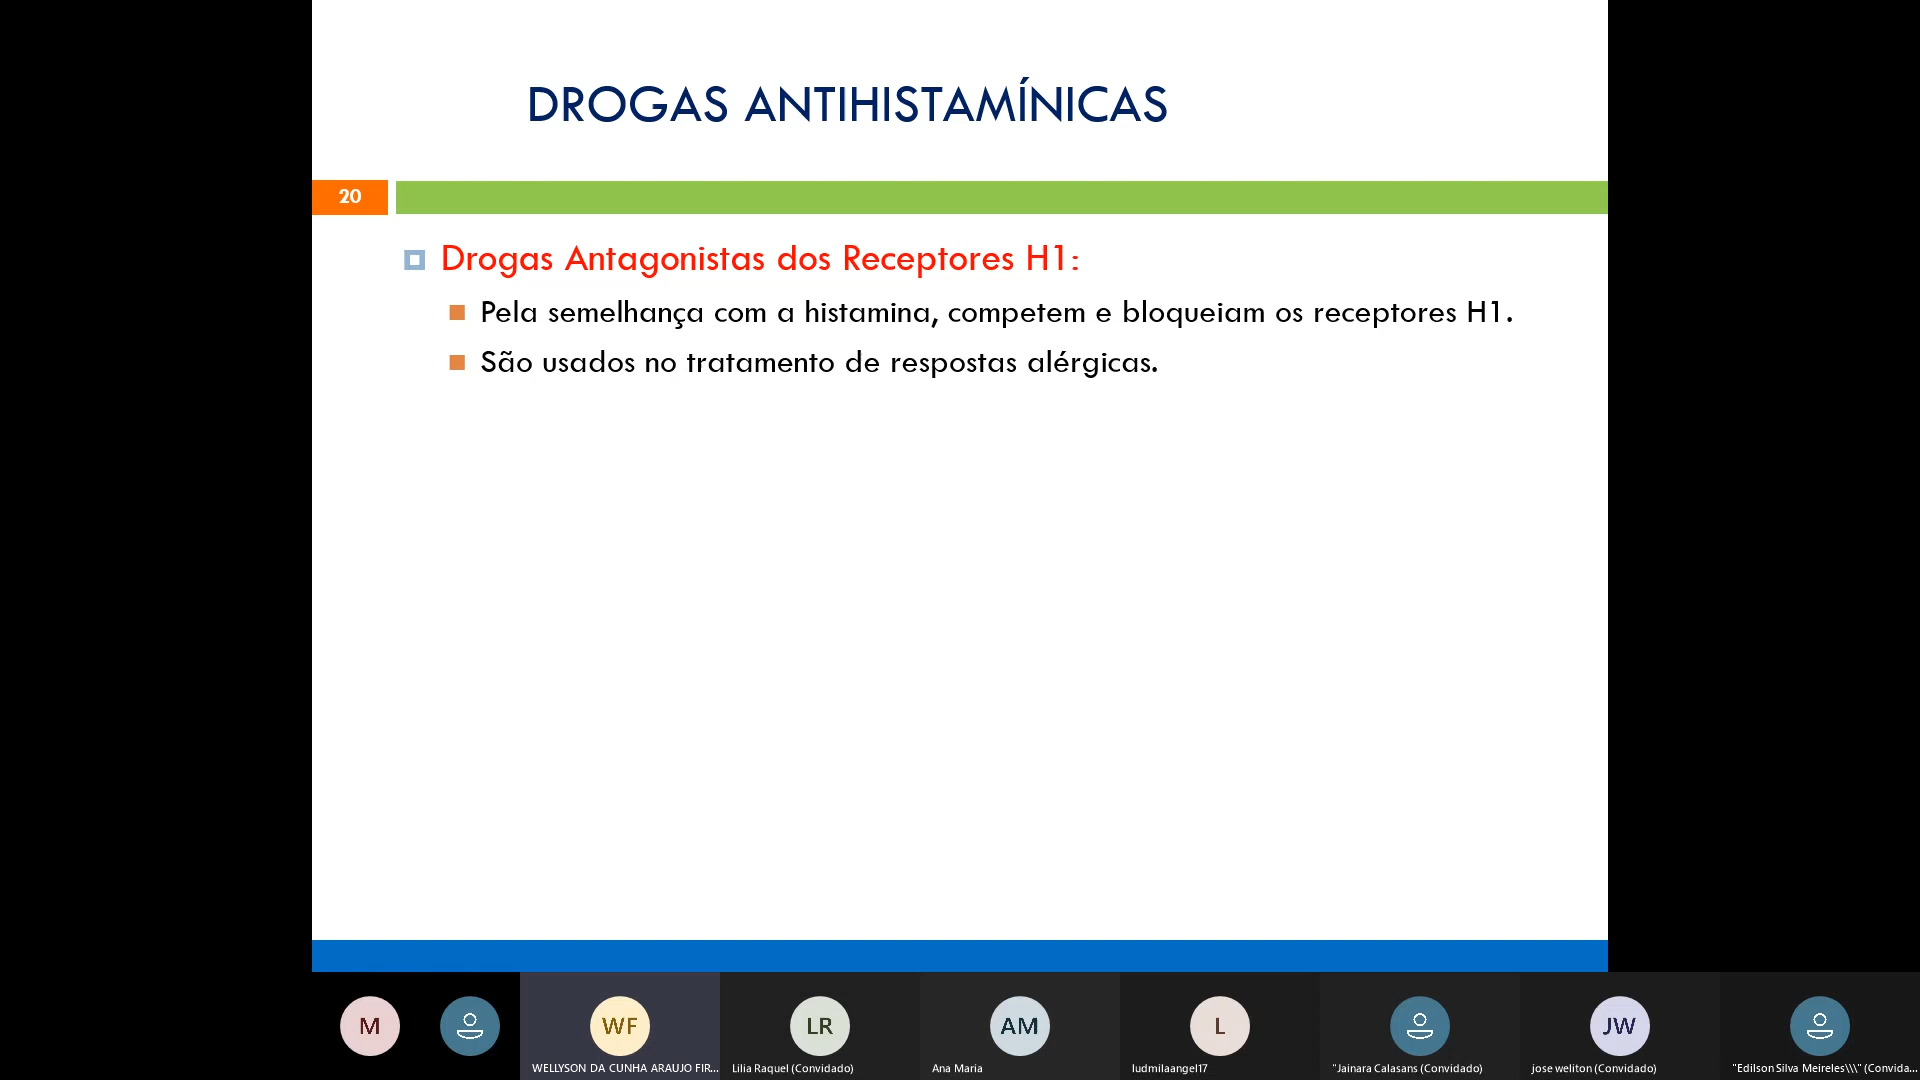 DROGAS ANTIHISTAMÍNICAS
20
Drogas Antagonistas dos Receptores H1:
Pela semelhança com a histamina, competem e bloqueiam os receptores H1.
São usados no tratamento de respostas alérgicas.
M
WF
LR
AM
L
JW
WELLYSON DA CUNHA ARAUJO FIR...
Lilia Raquel (Convidado)
Ana Maria
ludmilaangel17
"Jainara Calasans (Convidado)
jose weliton (Convidado)
"Edilson Silva Meireles\\\" (Convida...